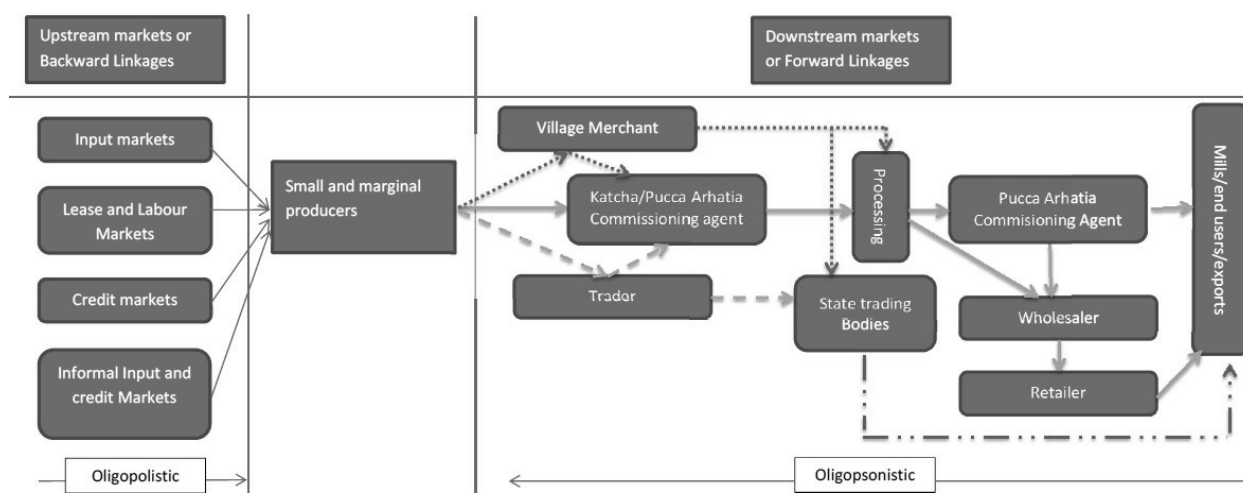 Upstream markets or
Backward Linkages
Downstream markets
or Forward Linkages
Input markets
Lease and Labour
Markets
Credit markets
Informal Input and
credit Markets
Small and marginal
producers
Village Merchant
Katcha/Pucca Arhatia
Commissioning agent
Trador
Processing
State trading
Bodies
Pucca Arhatia
Commisioning Agent
Wholesaler
Retailer
Mills/end users/exports
Oligopolistic
Oligopsonistic